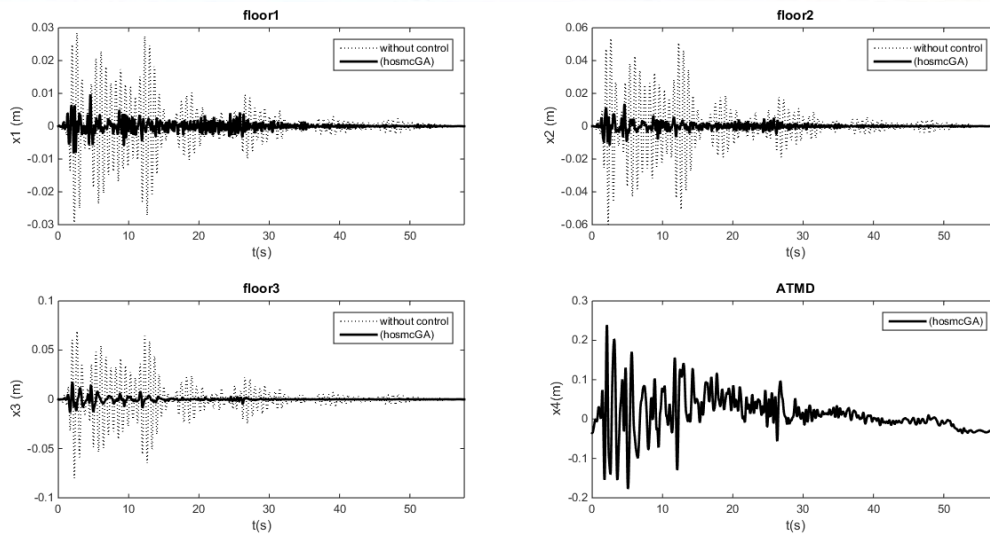 floor1
0.03
0.02
0.01
0
-0.01
-0.02
-0.03
x1 (m)
without control
(hosmcGA)
0 10 20 30 40 50
t(s)
floor2
0.06
0.04
0.02
0
-0.02
-0.04
-0.06
x2 (m)
without control
(hosmcGA)
0 10 20 30 40 50
t(s)
floor3
0.1
0.05
0
-0.05
-0.1
x3 (m)
without control
(hosmcGA)
0 10 20 30 40 50
t(s)
ATMD
0.3
0.2
0.1
0
-0.1
-0.2
x4(m)
(hosmcGA)
0 10 20 30 40 50
t(s)